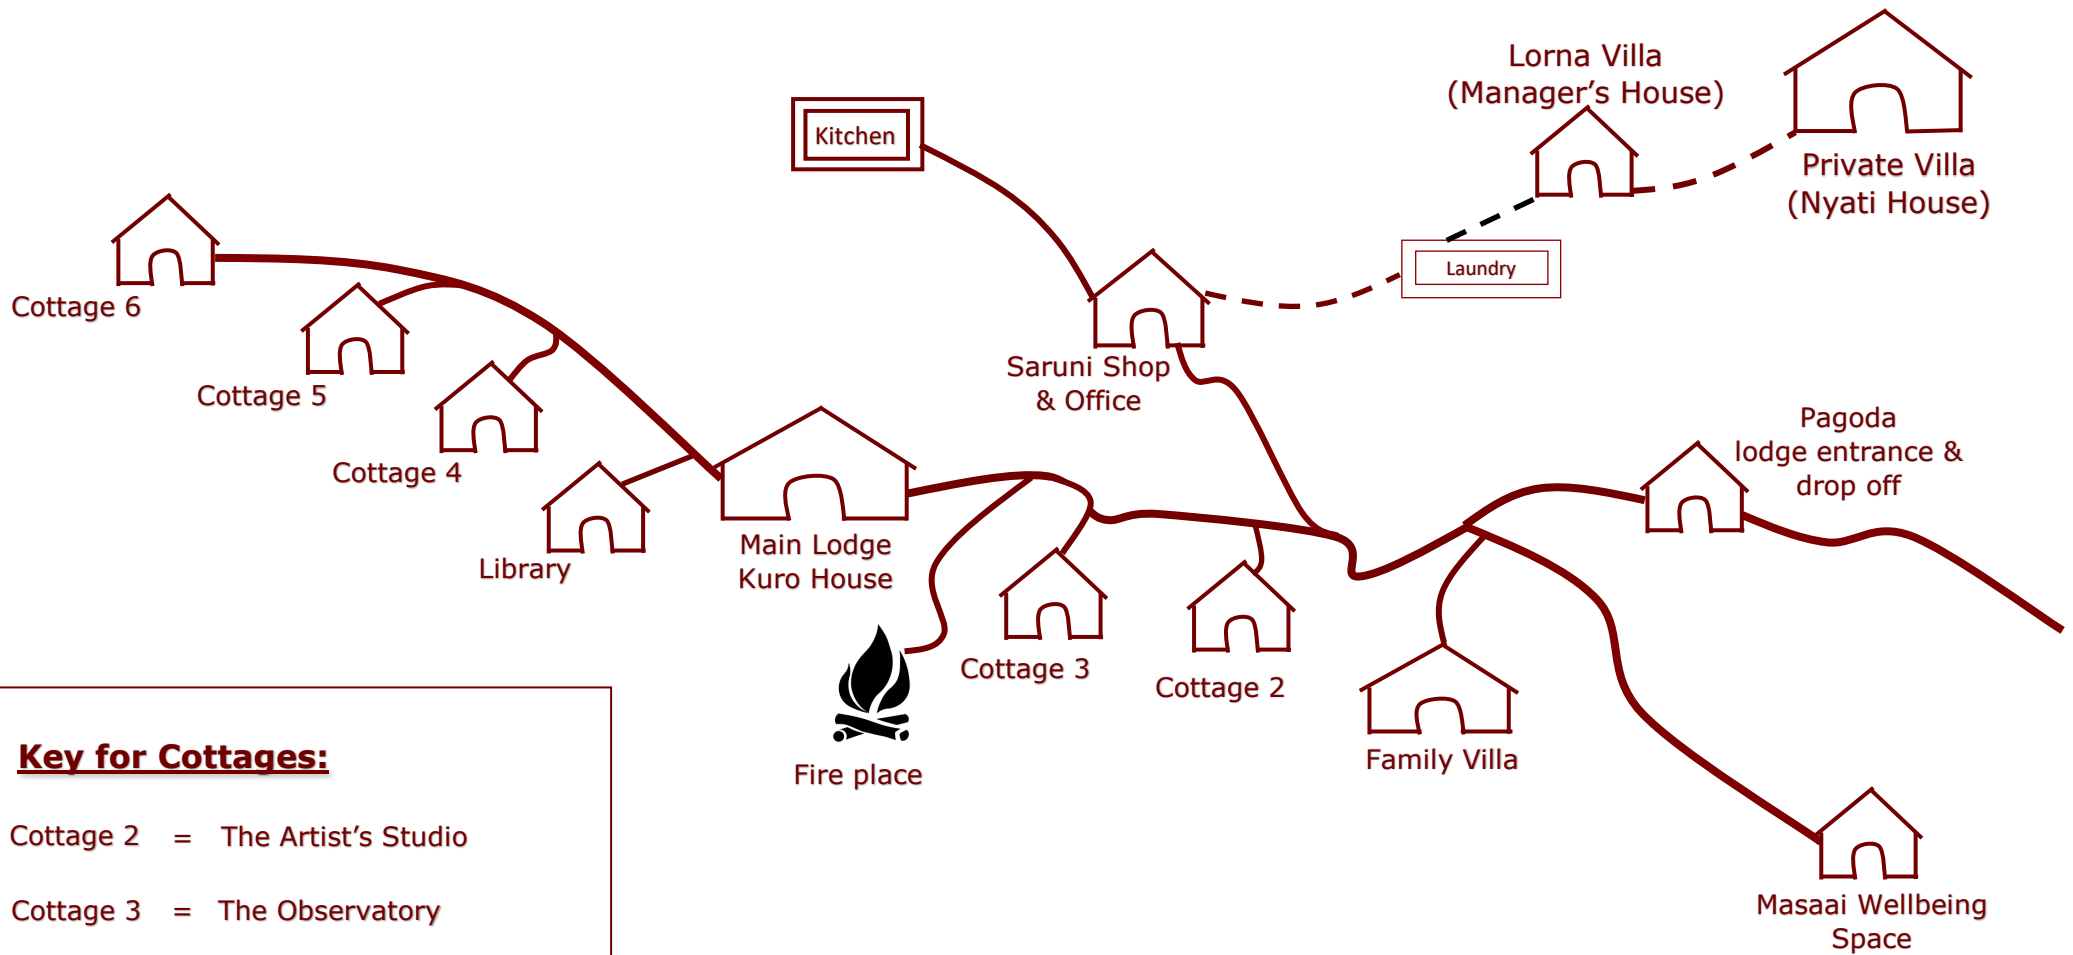 Lorna Villa
(Manager's House)
Kitchen
Private Villa
(Nyati House)
Laundry
Cottage 6
Saruni Shop
& Office
Cottage 5
Pagoda
lodge entrance &
drop off
Cottage 4
Main Lodge
Kuro House
Library
Cottage 3
Cottage 2
Family Villa
Fire place
Masaai Wellbeing
Space
Key for Cottages:
Cottage 2 = The Artist’s Studio
Cottage 3 = The Observatory